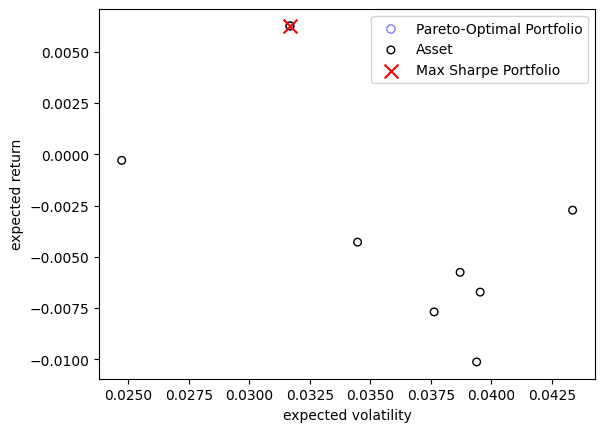 Pareto-Optimal Portfolio
Asset
Max Sharpe Portfolio
0.0050
0.0025
0.0000
−0.0025
−0.0050
−0.0075
−0.0100
expected return
0.0250 0.0275 0.0300 0.0325 0.0350 0.0375 0.0400 0.0425
expected volatility